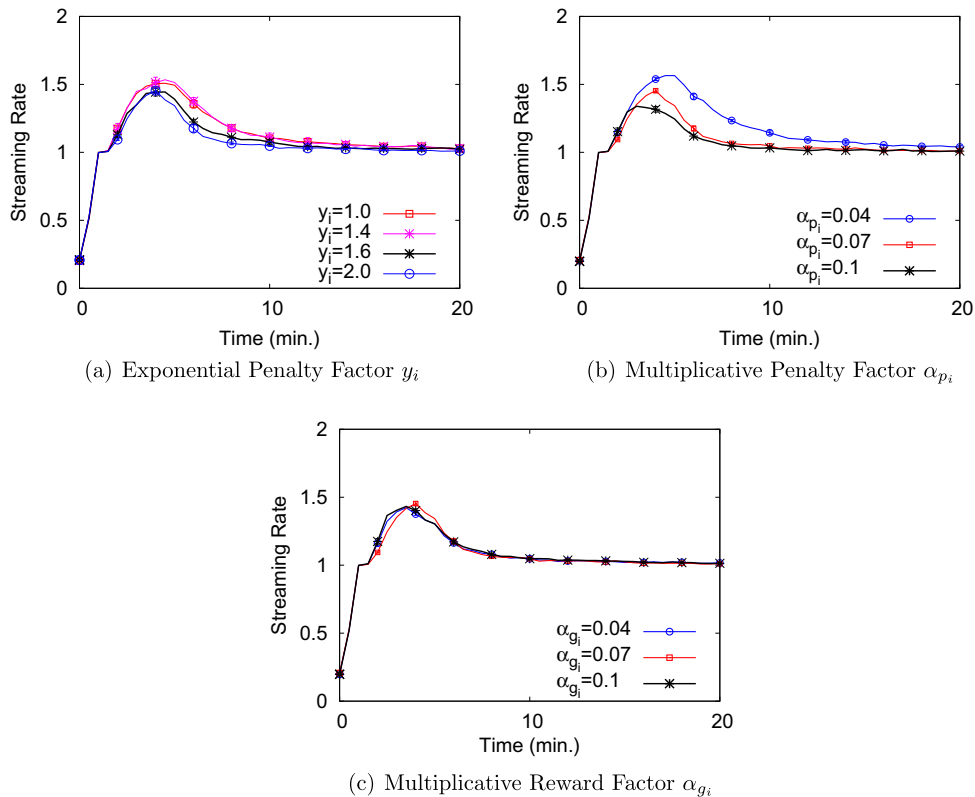 2
1.5
1
0.5
0
Streaming Rate
y_i=1.0
y_i=1.4
y_i=1.6
y_i=2.0
0 10 20
Time (min.)
(a) Exponential Penalty Factor y_i
2
1.5
1
0.5
0
Streaming Rate
α_{p_i}=0.04
α_{p_i}=0.07
α_{p_i}=0.1
0 10 20
Time (min.)
(b) Multiplicative Penalty Factor α_{p_i}
2
1.5
1
0.5
0
Streaming Rate
α_{g_i}=0.04
α_{g_i}=0.07
α_{g_i}=0.1
0 10 20
Time (min.)
(c) Multiplicative Reward Factor α_{g_i}